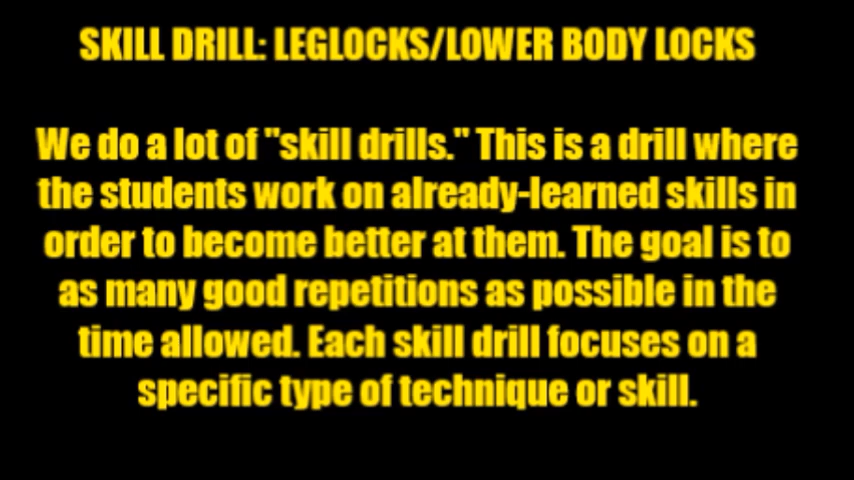 SKILL DRILL: LEGLOCKS/LOWER BODY LOCKS
We do a lot of "skill drills." This is a drill where
the students work on already-learned skills in
order to become better at them. The goal is to
as many good repetitions as possible in the
time allowed. Each skill drill focuses on a
specific type of technique or skill.